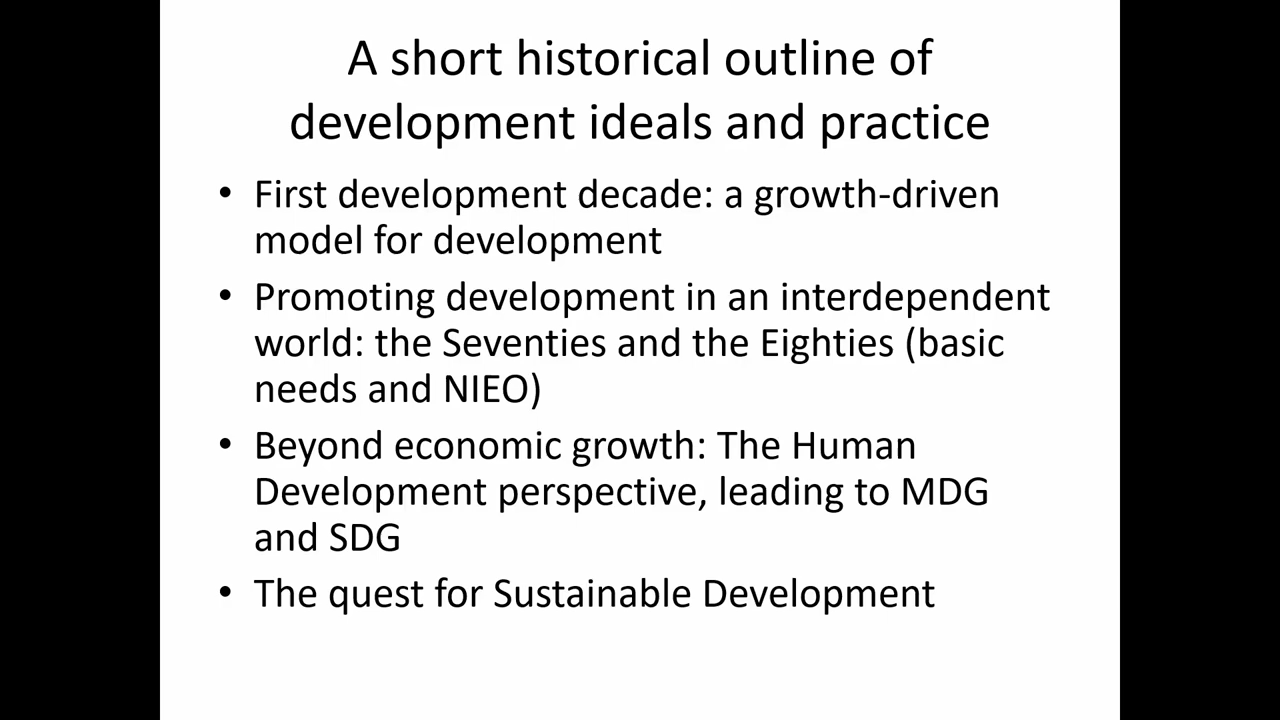 A short historical outline of
development ideals and practice
• First development decade: a growth-driven
model for development
• Promoting development in an interdependent
world: the Seventies and the Eighties (basic
needs and NIEO)
• Beyond economic growth: The Human
Development perspective, leading to MDG
and SDG
• The quest for Sustainable Development